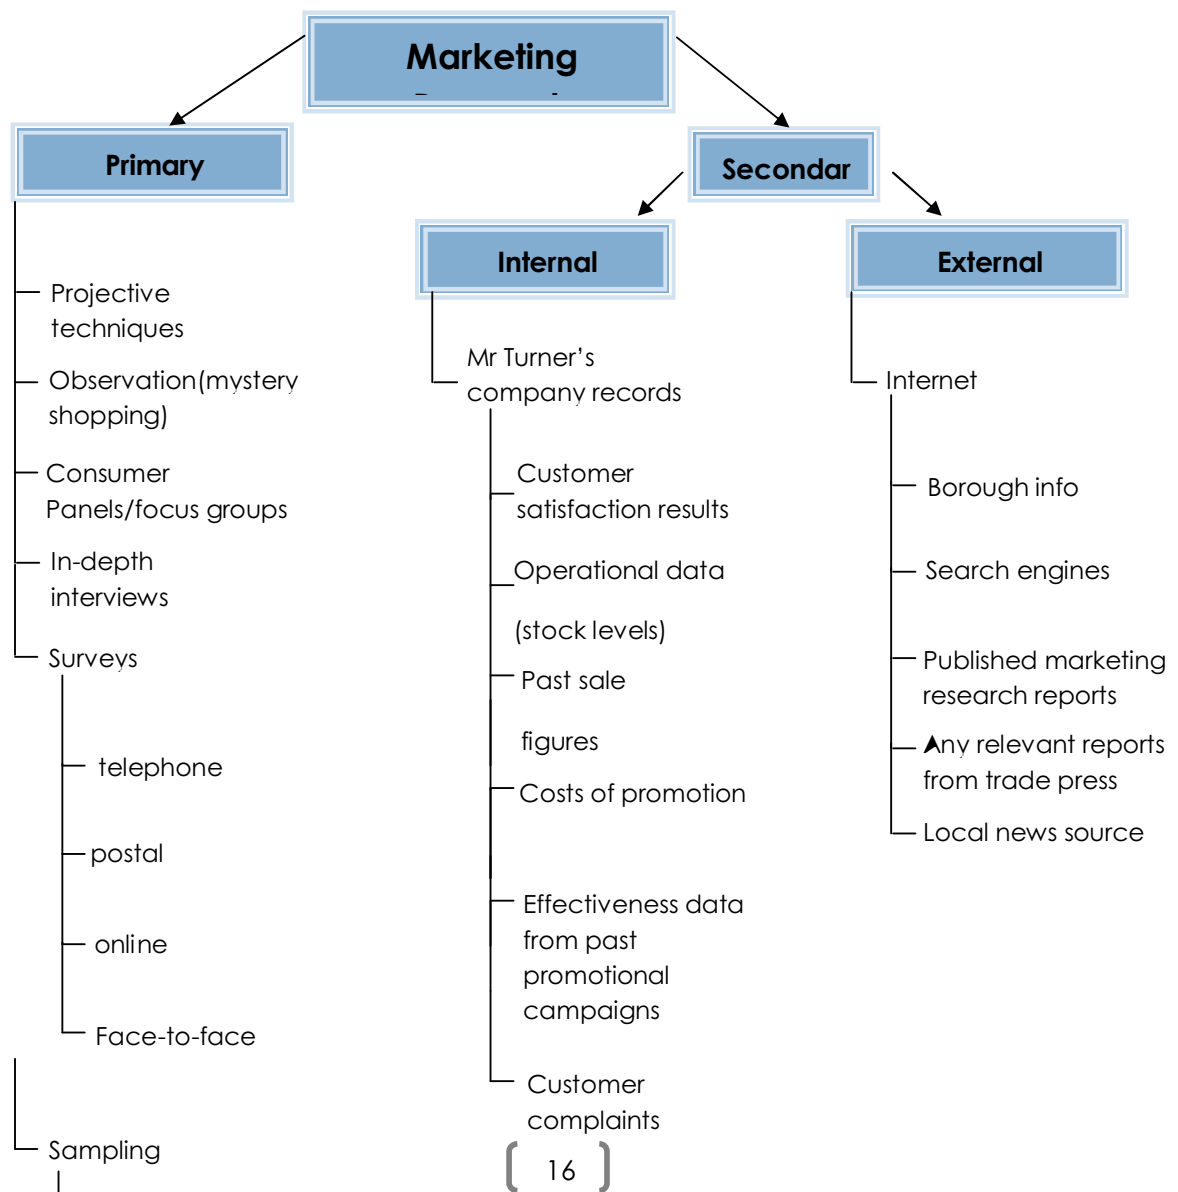 Marketing
Primary
Secondar
Internal
External
Projective
techniques
Observation(mystery
shopping)
Consumer
Panels/focus groups
In-depth
interviews
Surveys
telephone
postal
online
Face-to-face
Sampling
Mr Turner’s
company records
Customer
satisfaction results
Operational data
(stock levels)
Past sale
figures
Costs of promotion
Effectiveness data
from past
promotional
campaigns
Customer
complaints
Internet
Borough info
Search engines
Published marketing
research reports
Any relevant reports
from trade press
Local news source
16